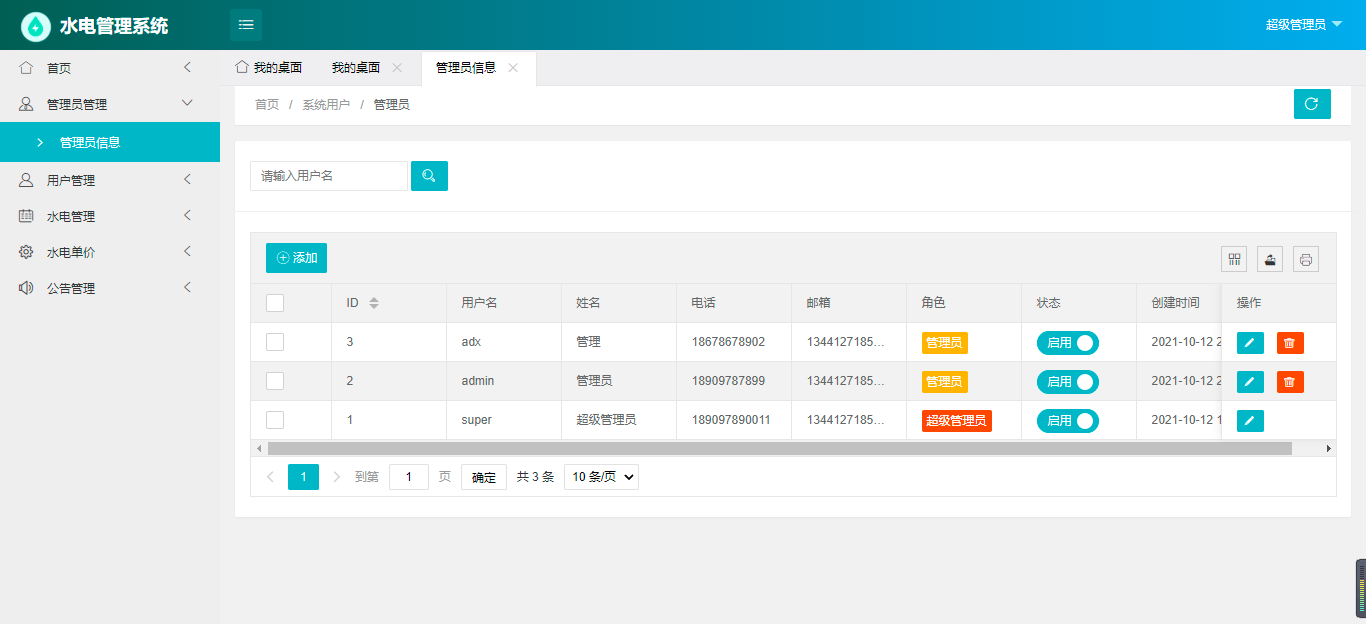 水电管理系统
超级管理员
首页
管理员管理
管理员信息
用户管理
水电管理
水电单价
公告管理
我的桌面 我的桌面 管理员信息
首页 / 系统用户 / 管理员
请输入用户名
添加
ID 用户名 姓名 电话 邮箱 角色 状态 创建时间 操作
3 adx 管理 18678678902 1344127185... 管理员 启用 2021-10-12 2
2 admin 管理员 18909787899 1344127185... 管理员 启用 2021-10-12 2
1 super 超级管理员 189097890011 1344127185... 超级管理员 启用 2021-10-12 1
1 到第 1 页 确定 共 3 条 10 条/页